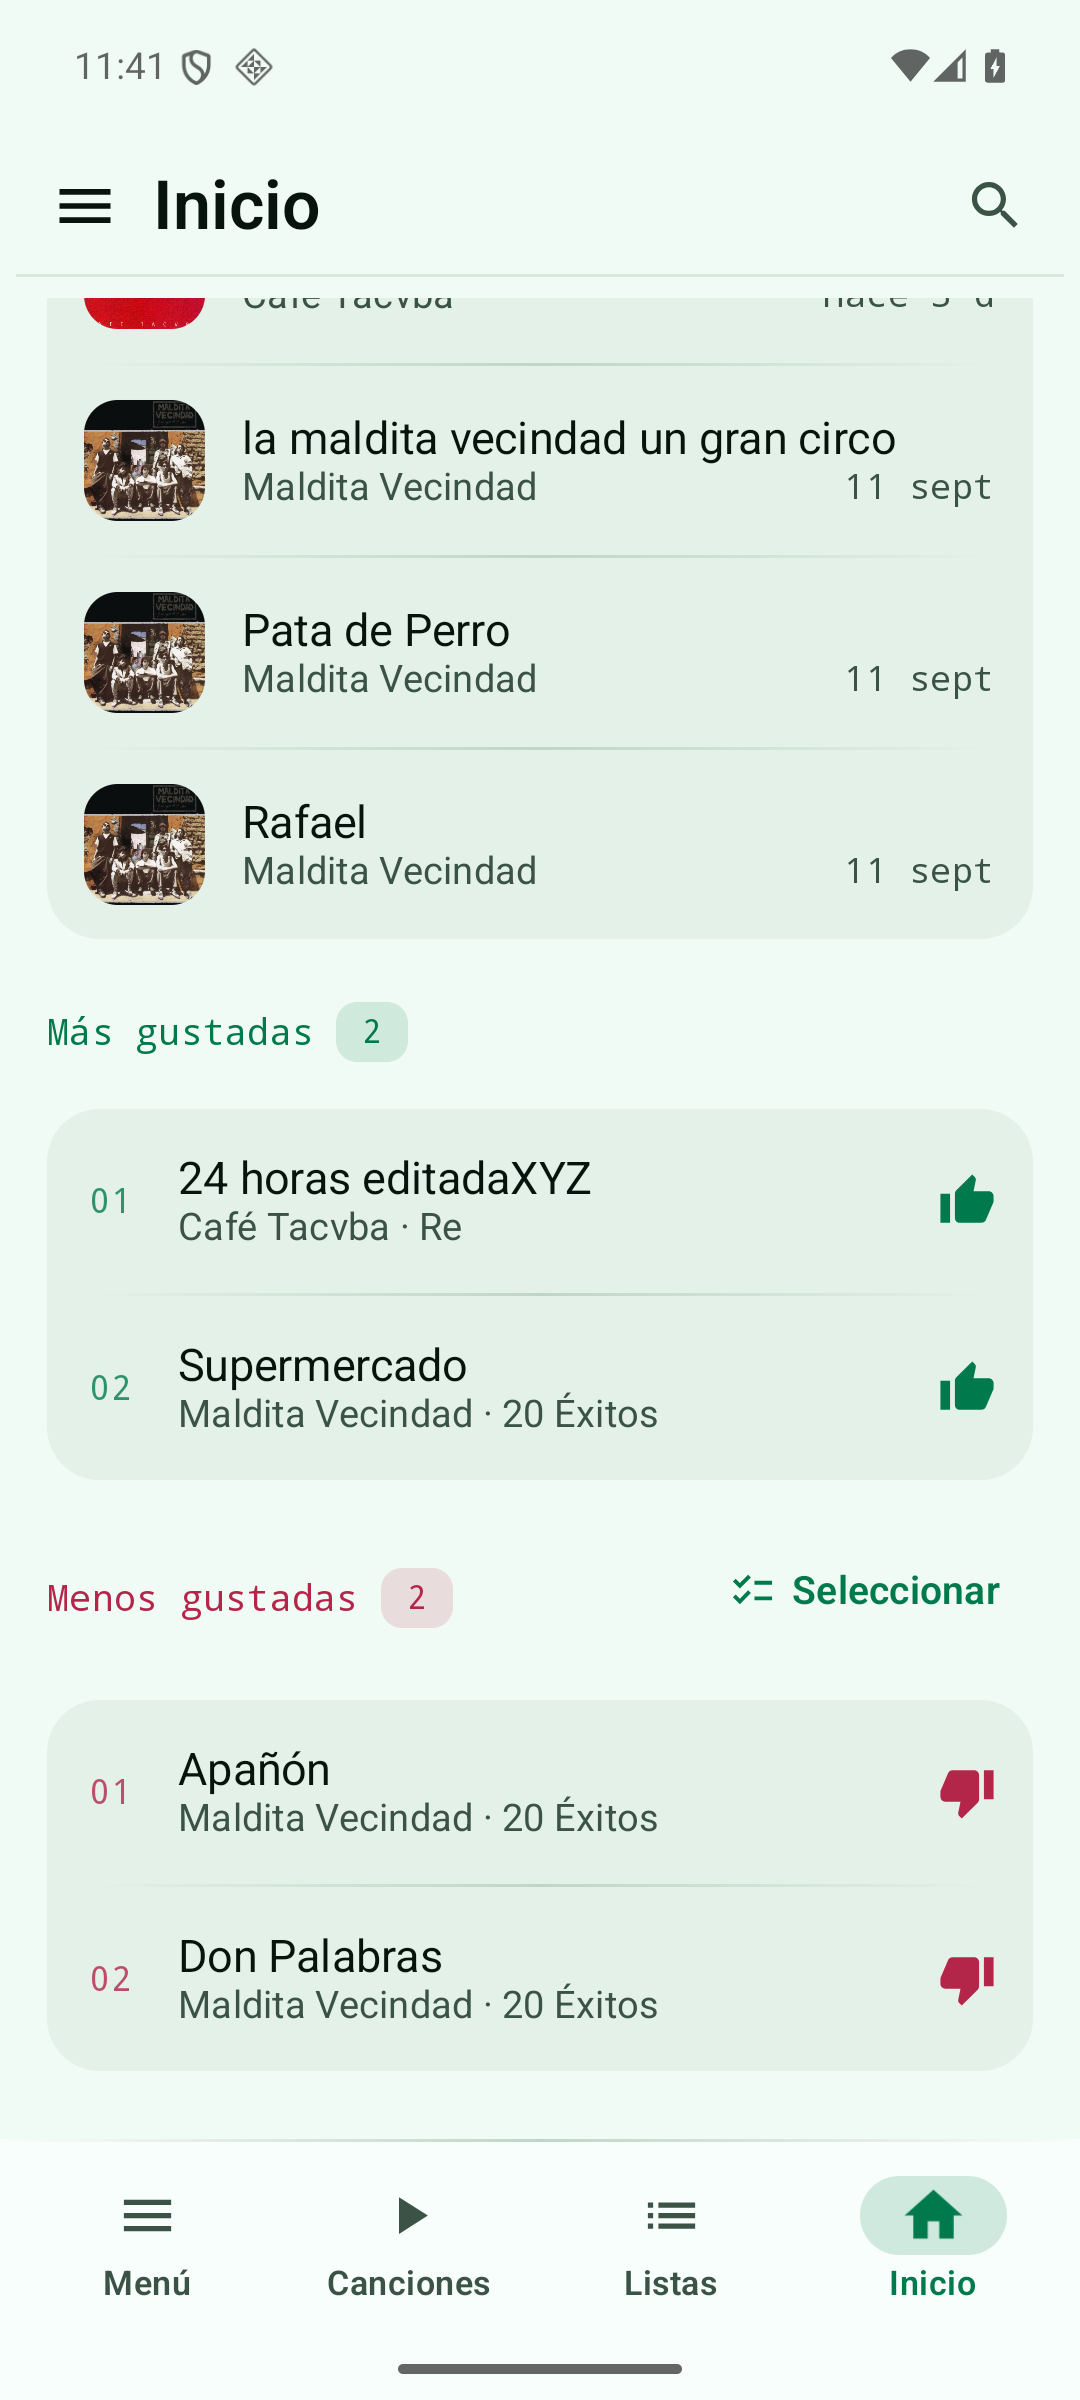 11:41
Inicio
Café Tacvba
la maldita vecindad un gran circo
Maldita Vecindad 11 sept
Pata de Perro
Maldita Vecindad 11 sept
Rafael
Maldita Vecindad 11 sept
Más gustadas 2
01 24 horas editadaXYZ
Café Tacvba · Re
02 Supermercado
Maldita Vecindad · 20 Éxitos
Menos gustadas 2 Seleccionar
01 Apañón
Maldita Vecindad · 20 Éxitos
02 Don Palabras
Maldita Vecindad · 20 Éxitos
Menú Canciones Listas Inicio